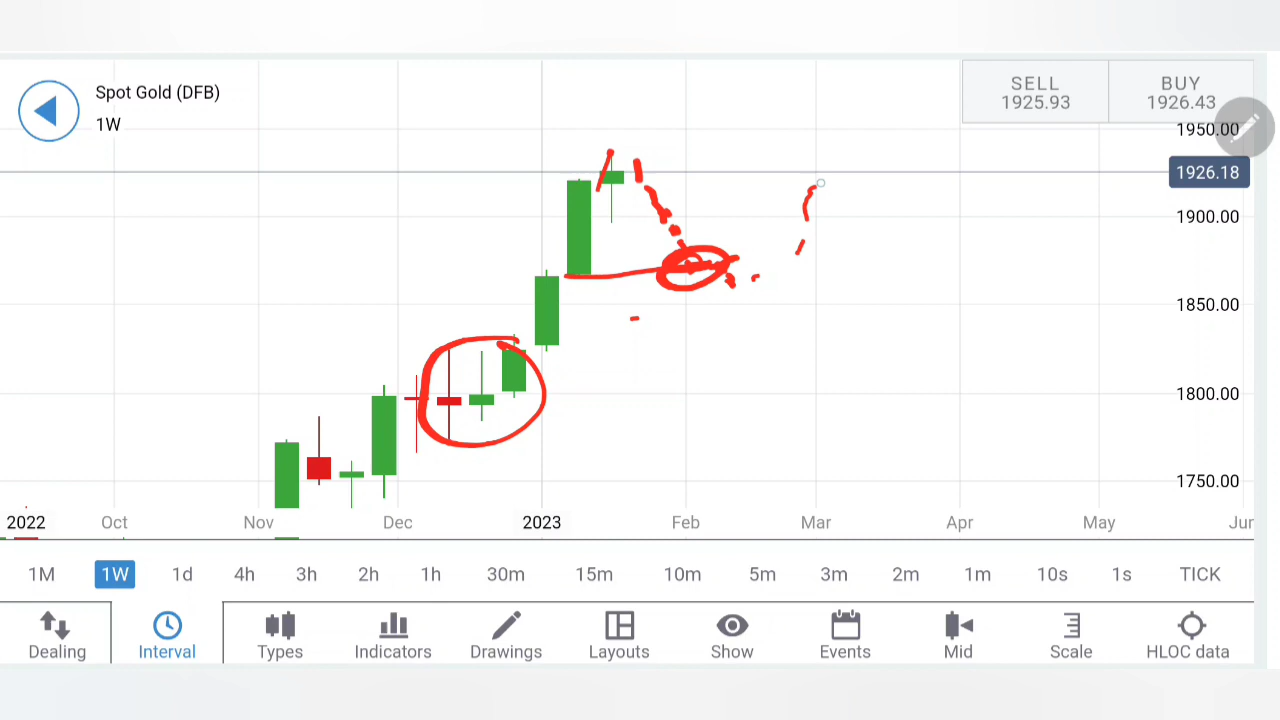 Spot Gold (DFB)
1W
SELL
1925.93
BUY
1926.43
1950.00
1926.18
1900.00
1850.00
1800.00
1750.00
2022 Oct Nov Dec 2023 Feb Mar Apr May Jur
1M 1W 1d 4h 3h 2h 1h 30m 15m 10m 5m 3m 2m 1m 10s 1s TICK
Dealing Interval Types Indicators Drawings Layouts Show Events Mid Scale HLOC data